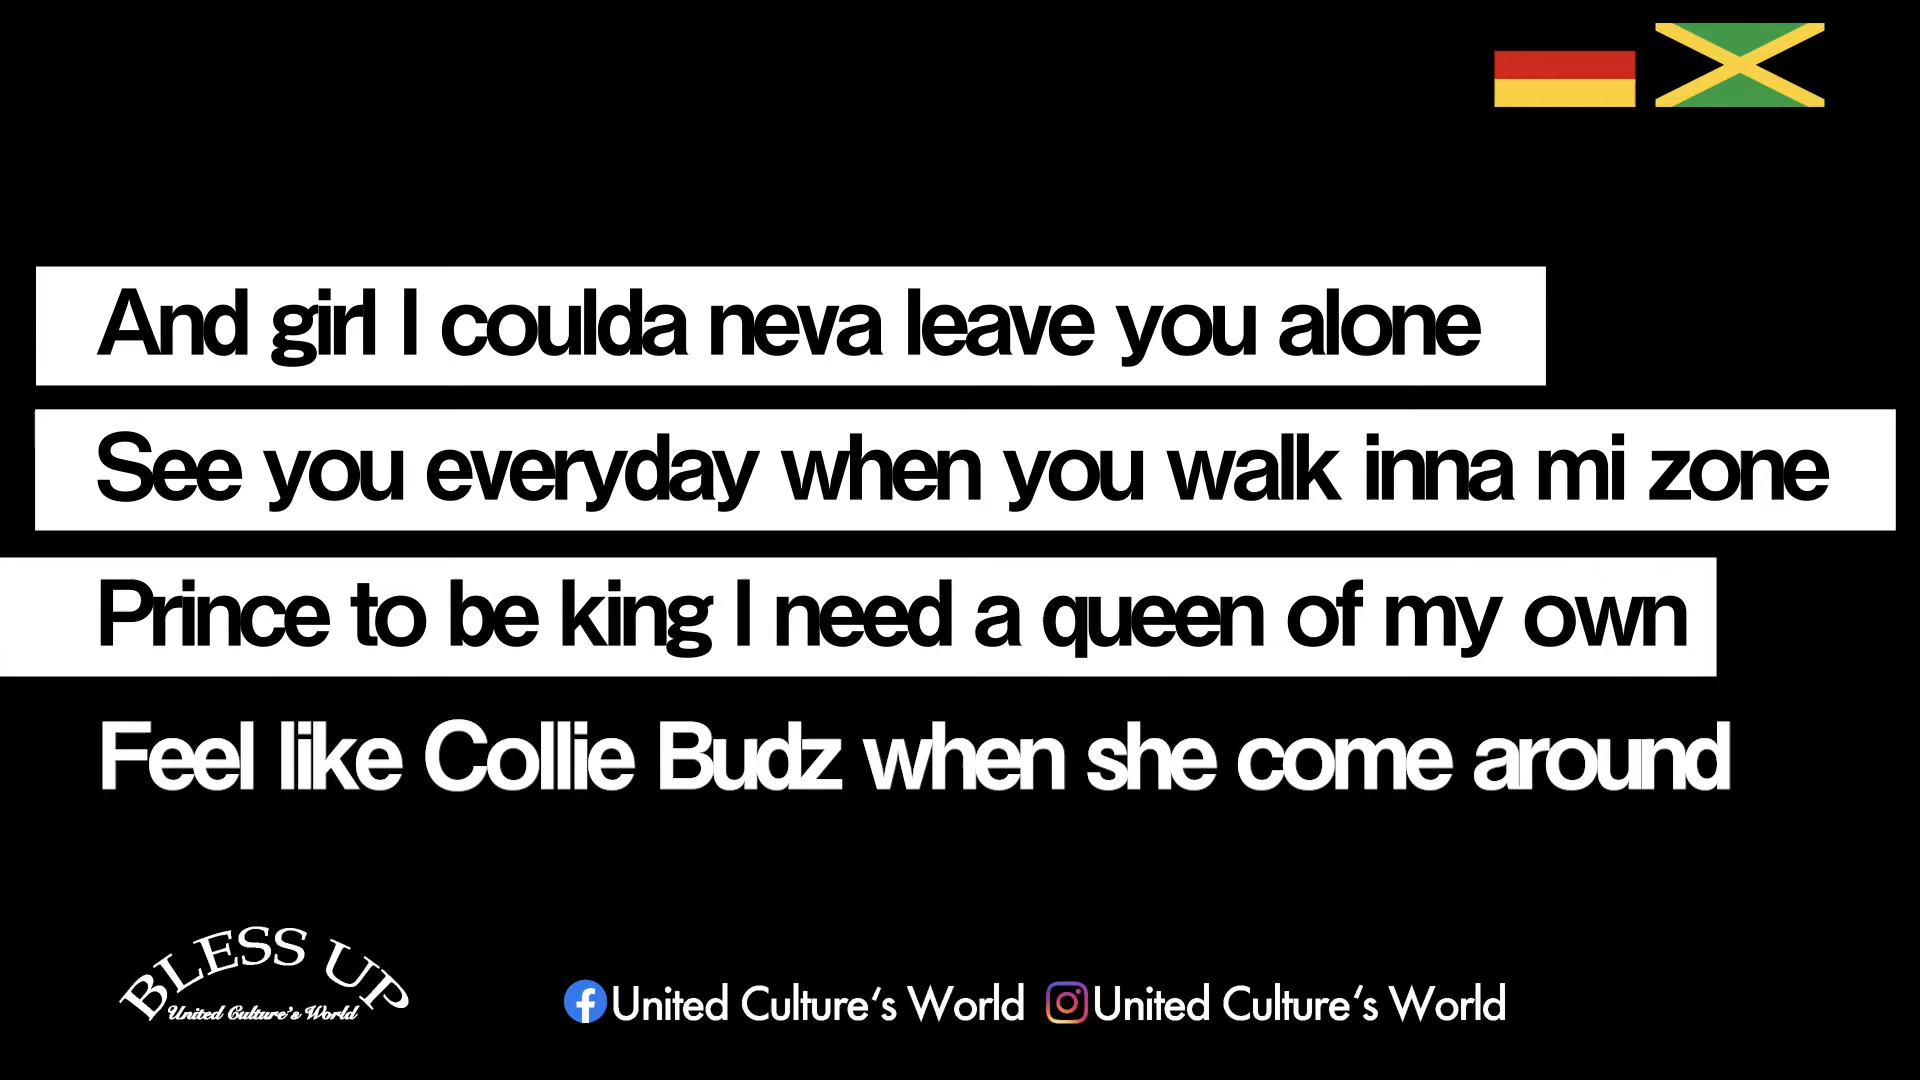 And girl I coulda neva leave you alone
See you everyday when you walk inna mi zone
Prince to be king I need a queen of my own
Feel like Collie Budz when she come around
BLESS UP
United Culture's World
United Culture's World United Culture's World